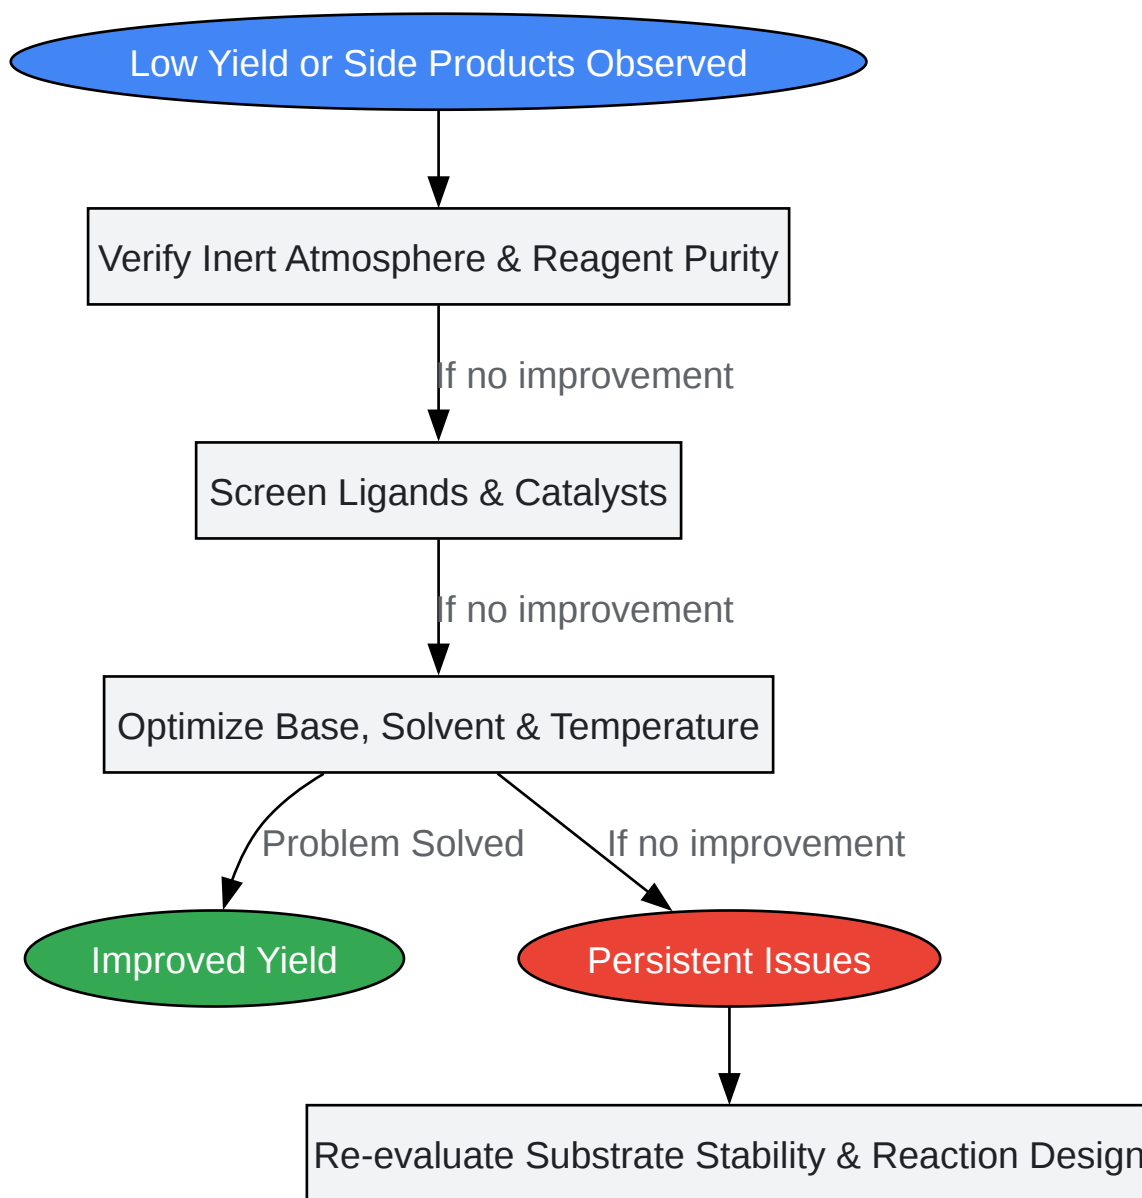 Low Yield or Side Products Observed
Verify Inert Atmosphere & Reagent Purity
If no improvement
Screen Ligands & Catalysts
If no improvement
Optimize Base, Solvent & Temperature
Problem Solved
If no improvement
Improved Yield
Persistent Issues
Re-evaluate Substrate Stability & Reaction Design